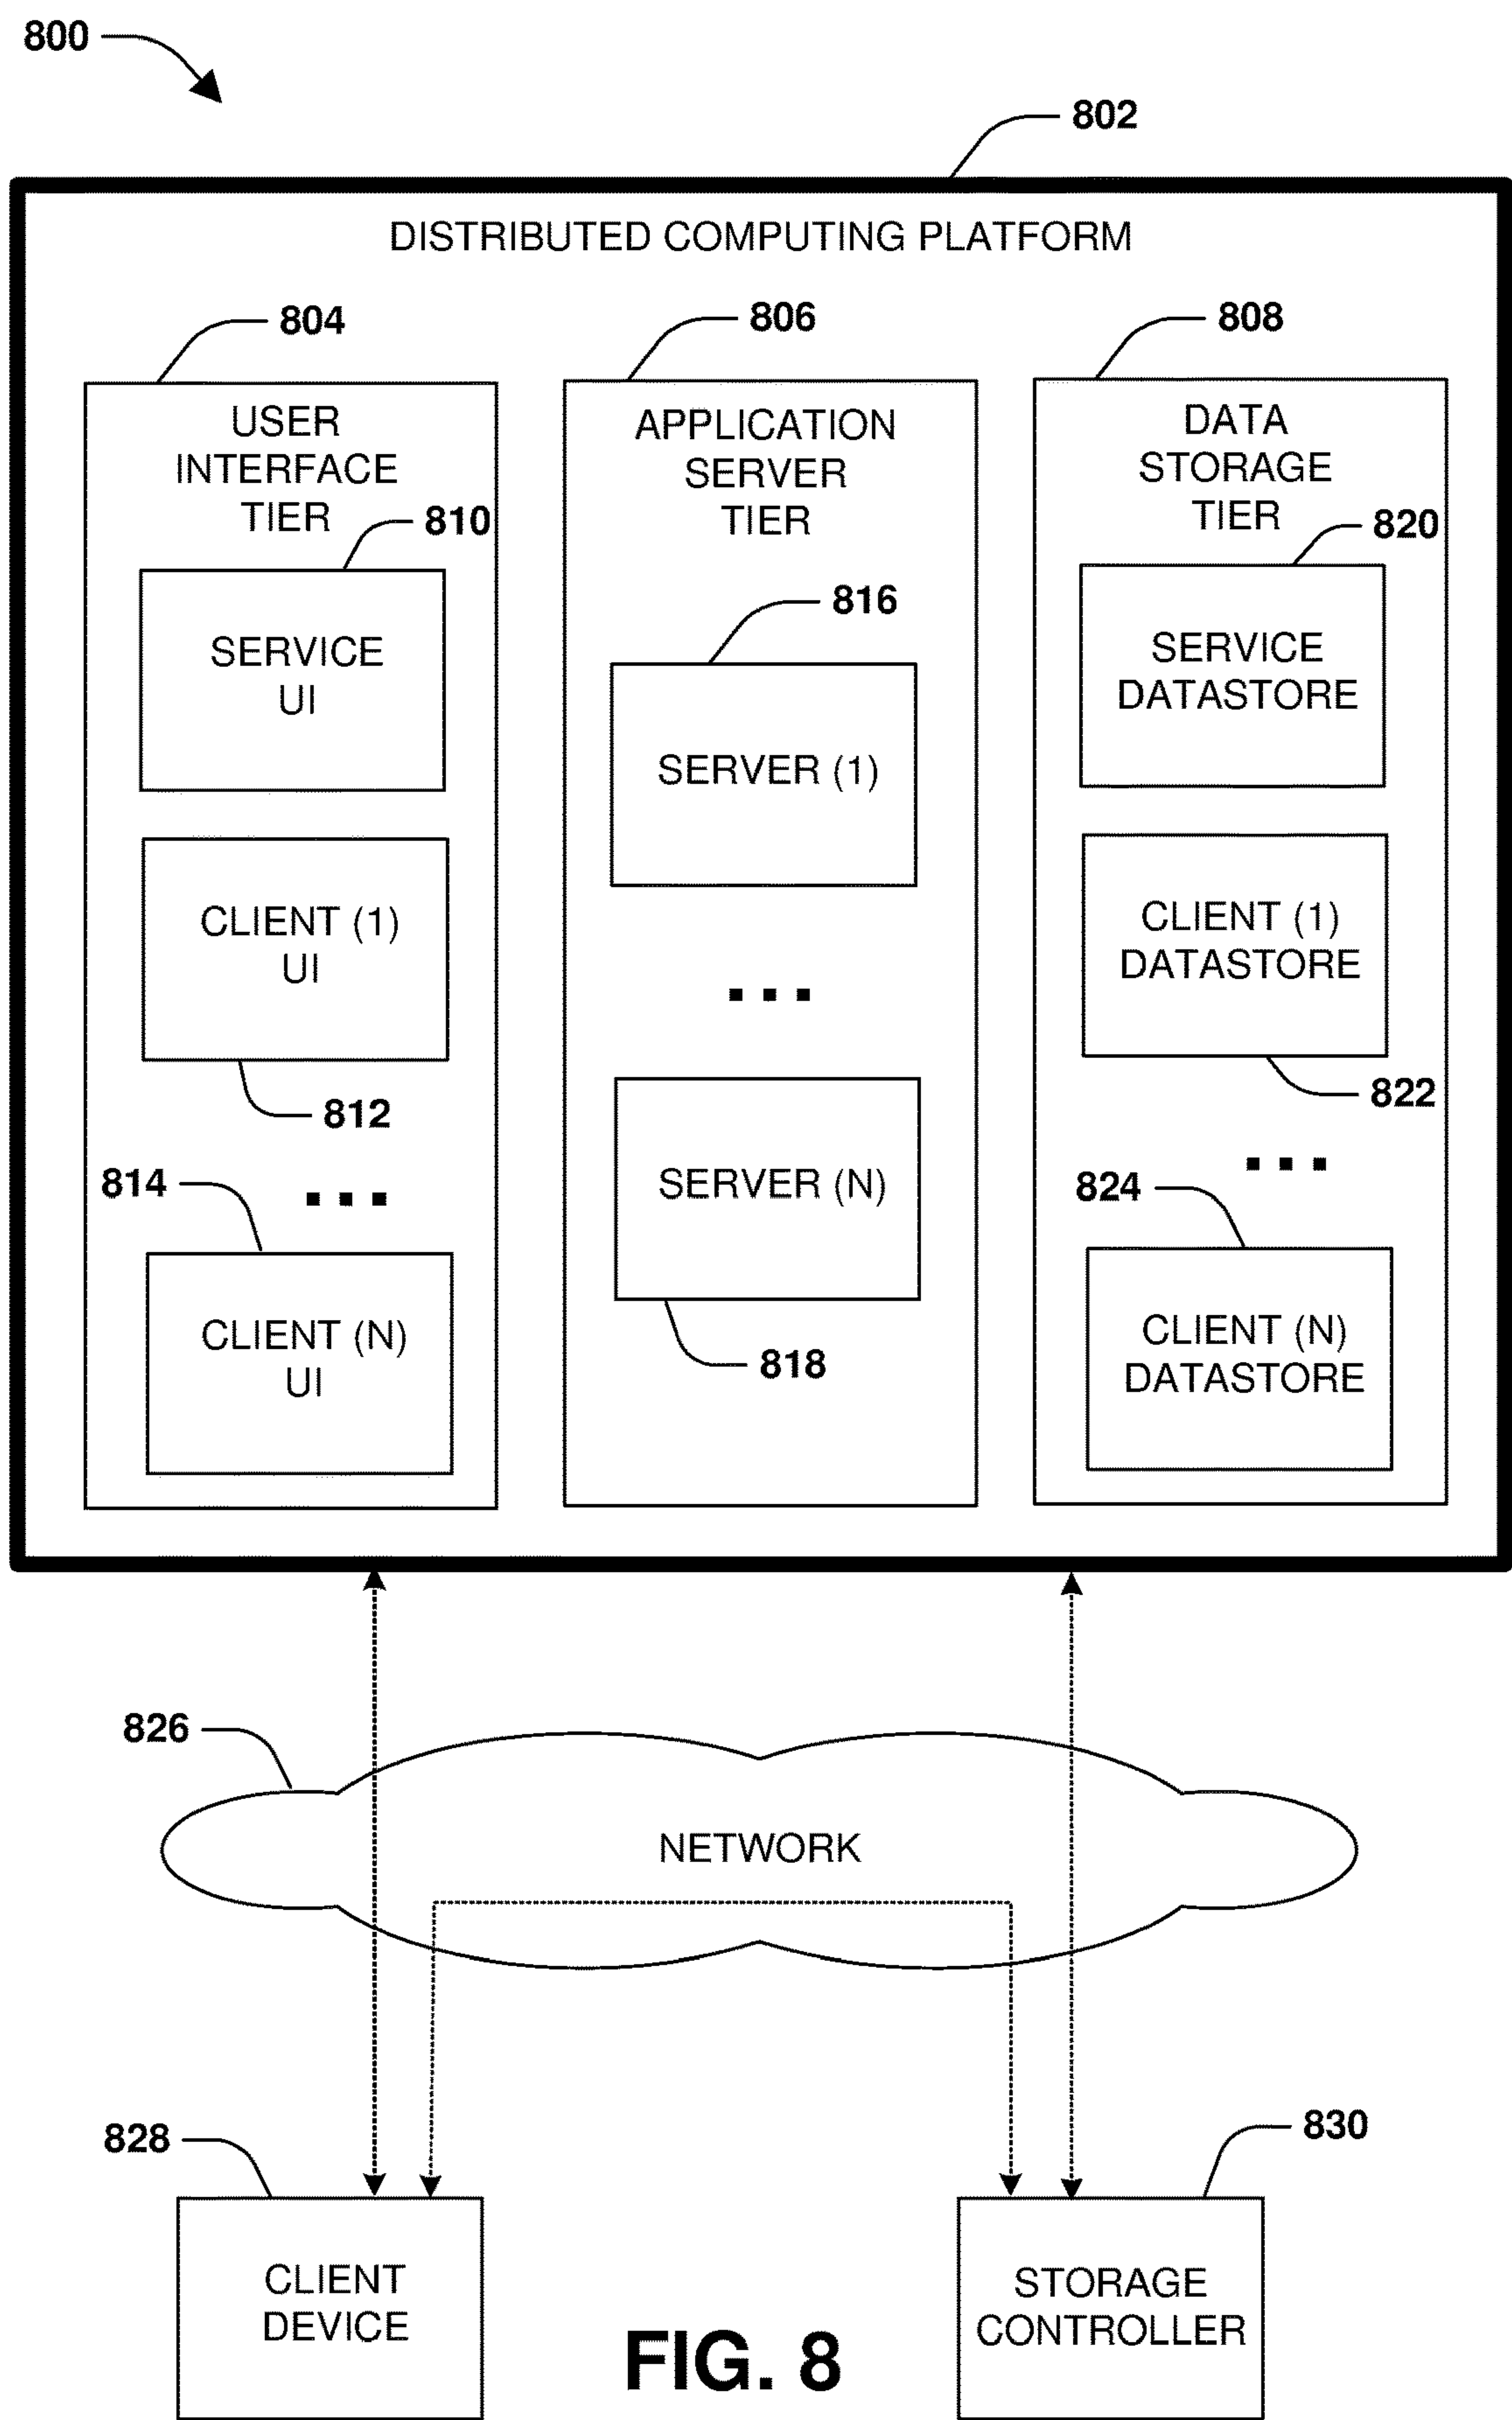 800
802
DISTRIBUTED COMPUTING PLATFORM
804
USER
INTERFACE
TIER
810
SERVICE
UI
CLIENT (1)
UI
812
814
CLIENT (N)
UI
806
APPLICATION
SERVER
TIER
816
SERVER (1)
SERVER (N)
818
808
DATA
STORAGE
TIER
820
SERVICE
DATASTORE
CLIENT (1)
DATASTORE
822
824
CLIENT (N)
DATASTORE
826
NETWORK
828
CLIENT
DEVICE
830
STORAGE
CONTROLLER
FIG. 8